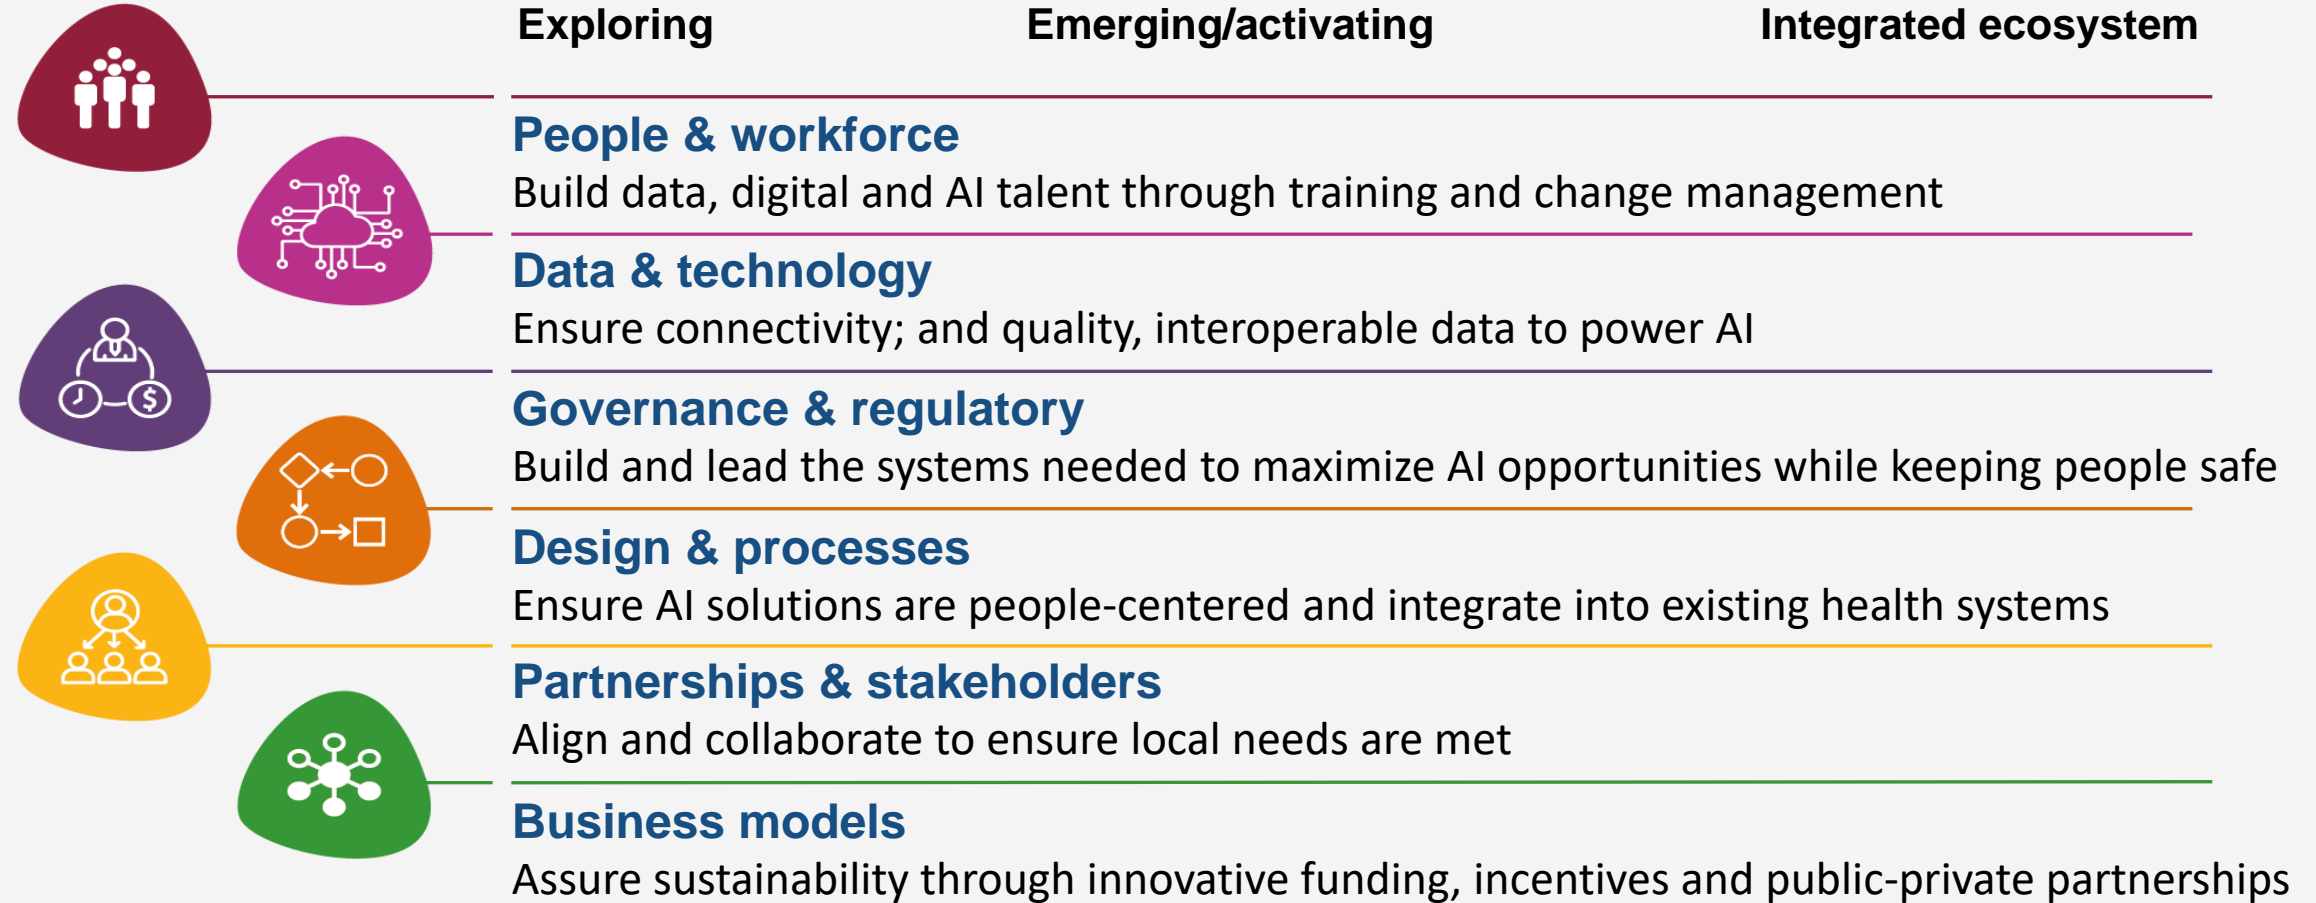 Exploring Emerging/activating Integrated ecosystem
People & workforce
Build data, digital and AI talent through training and change management
Data & technology
Ensure connectivity; and quality, interoperable data to power AI
Governance & regulatory
Build and lead the systems needed to maximize AI opportunities while keeping people safe
Design & processes
Ensure AI solutions are people-centered and integrate into existing health systems
Partnerships & stakeholders
Align and collaborate to ensure local needs are met
Business models
Assure sustainability through innovative funding, incentives and public-private partnerships
$